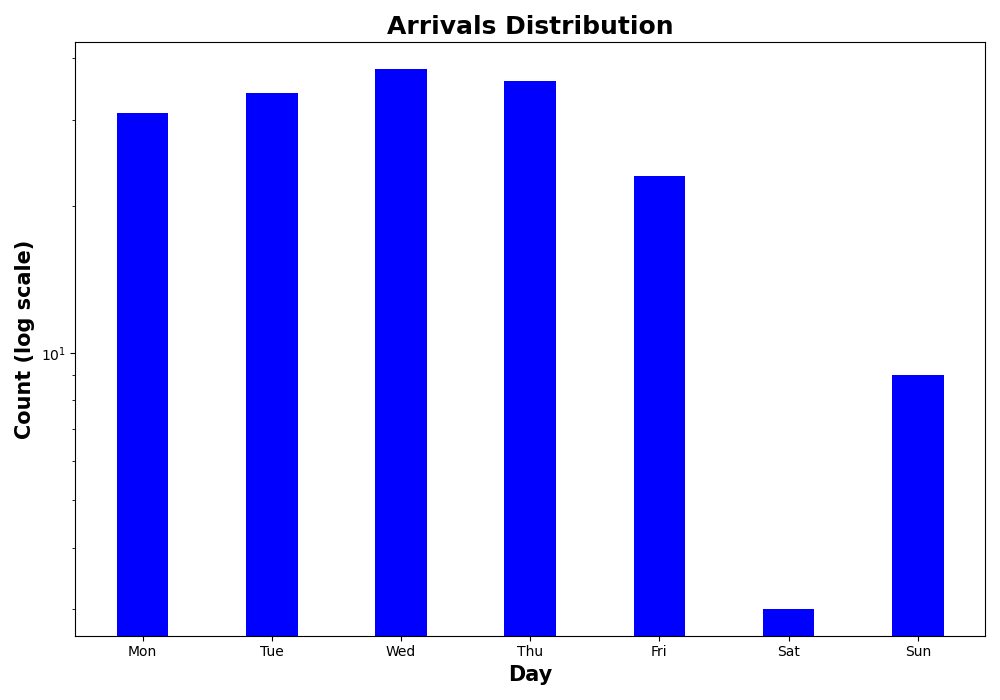 Arrivals Distribution
Count (log scale)
10¹
Mon Tue Wed Thu Fri Sat Sun
Day